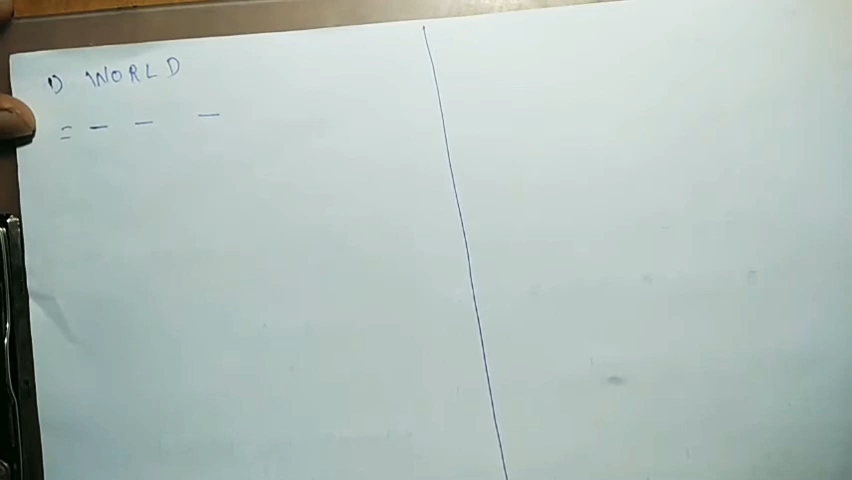 1) WORLD
= — — —